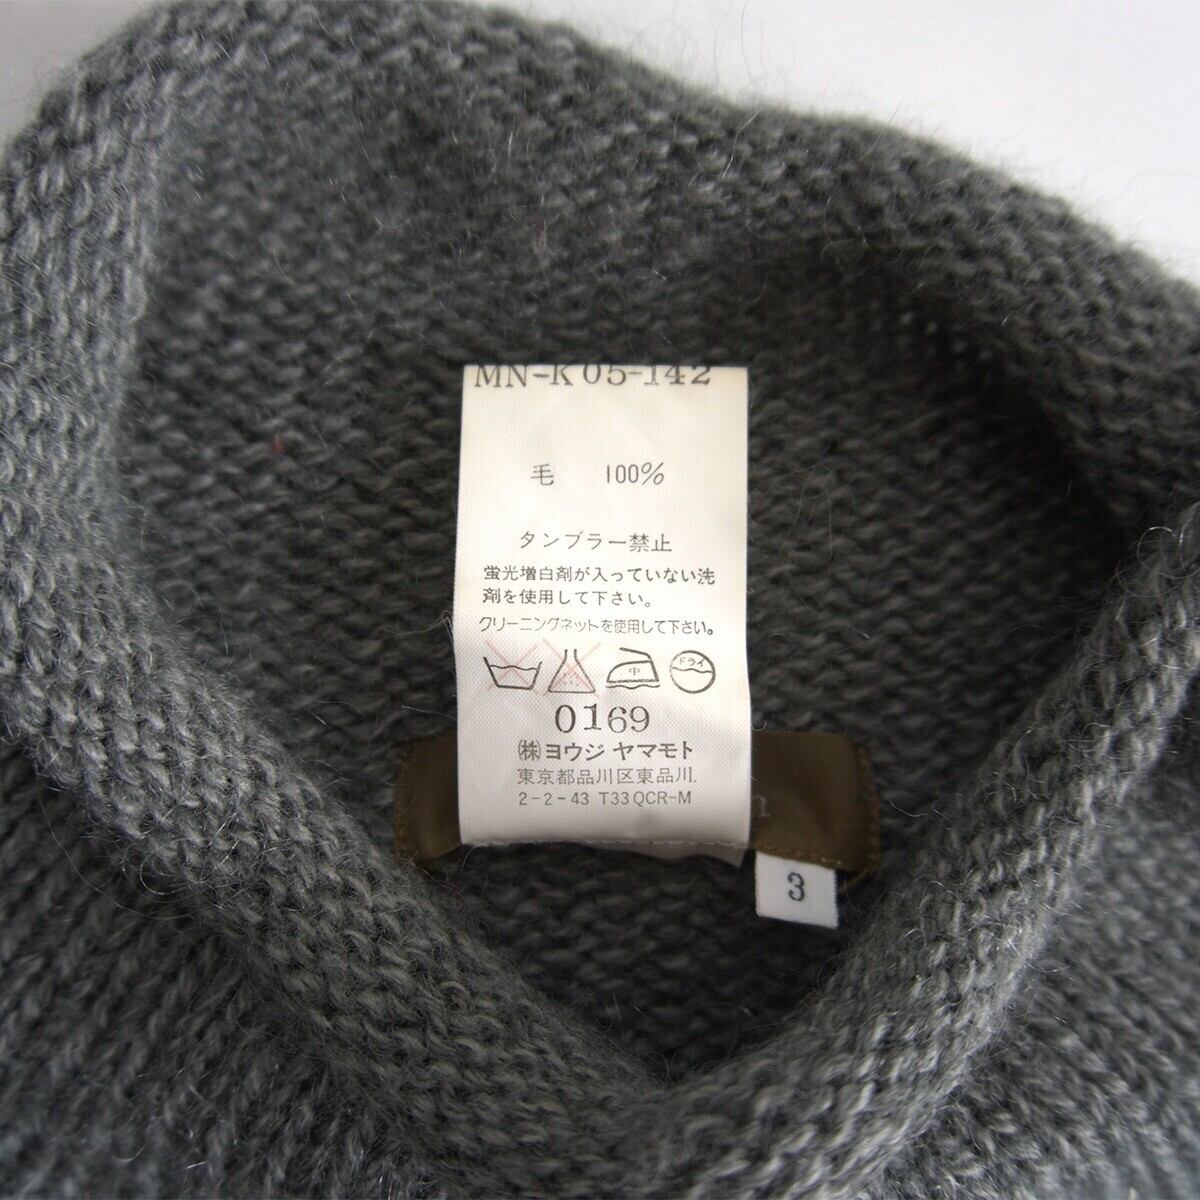 MN-K 05-142
毛 100%
タンブラー禁止
蛍光増白剤が入っていない洗
剤を使用して下さい。
クリーニングネットを使用して下さい。
中 ドライ
0169
㈱ヨウジ ヤマモト
東京都品川区東品川.
2-2-43 T33 QCR-M
3